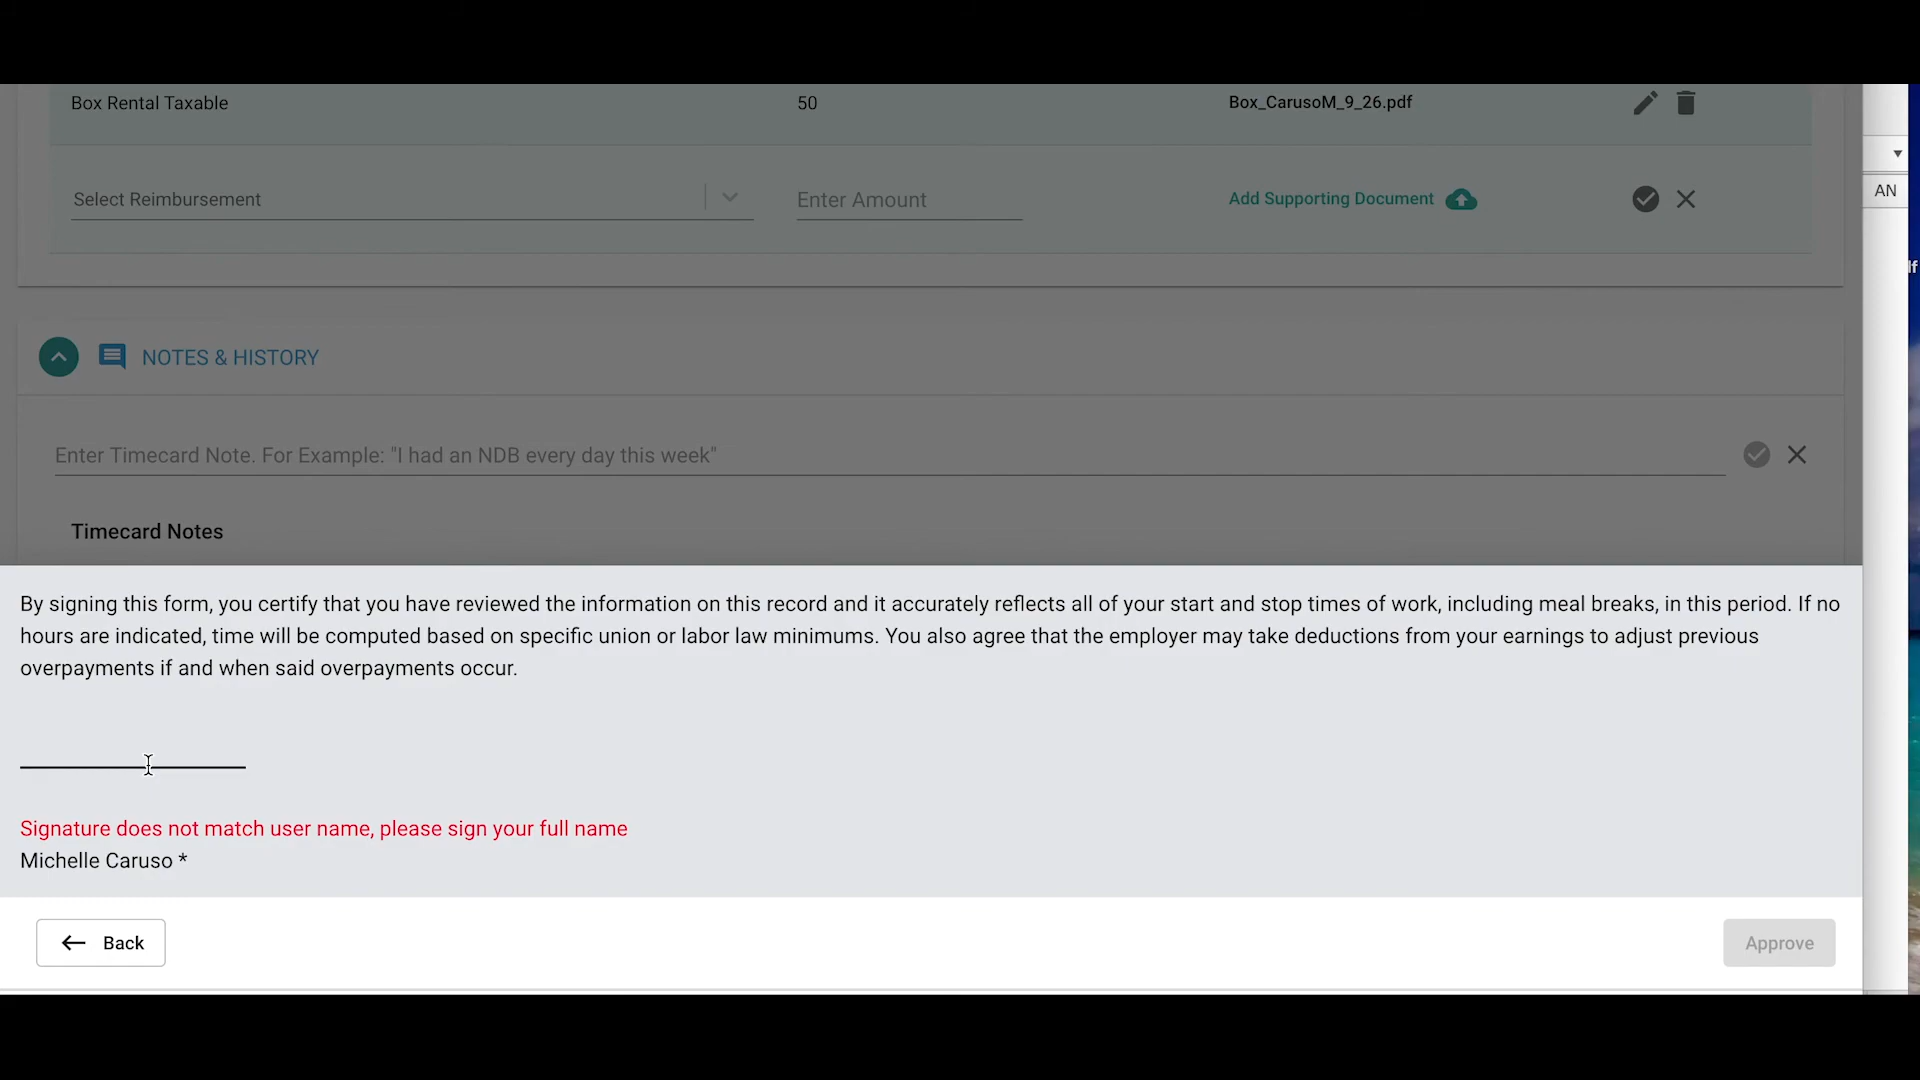 Box Rental Taxable 50 Box_CarusoM_9_26.pdf
AN
Select Reimbursement Enter Amount Add Supporting Document
lf
NOTES & HISTORY
Enter Timecard Note. For Example: "I had an NDB every day this week"
Timecard Notes
By signing this form, you certify that you have reviewed the information on this record and it accurately reflects all of your start and stop times of work, including meal breaks, in this period. If no
hours are indicated, time will be computed based on specific union or labor law minimums. You also agree that the employer may take deductions from your earnings to adjust previous
overpayments if and when said overpayments occur.
Signature does not match user name, please sign your full name
Michelle Caruso *
Back Approve